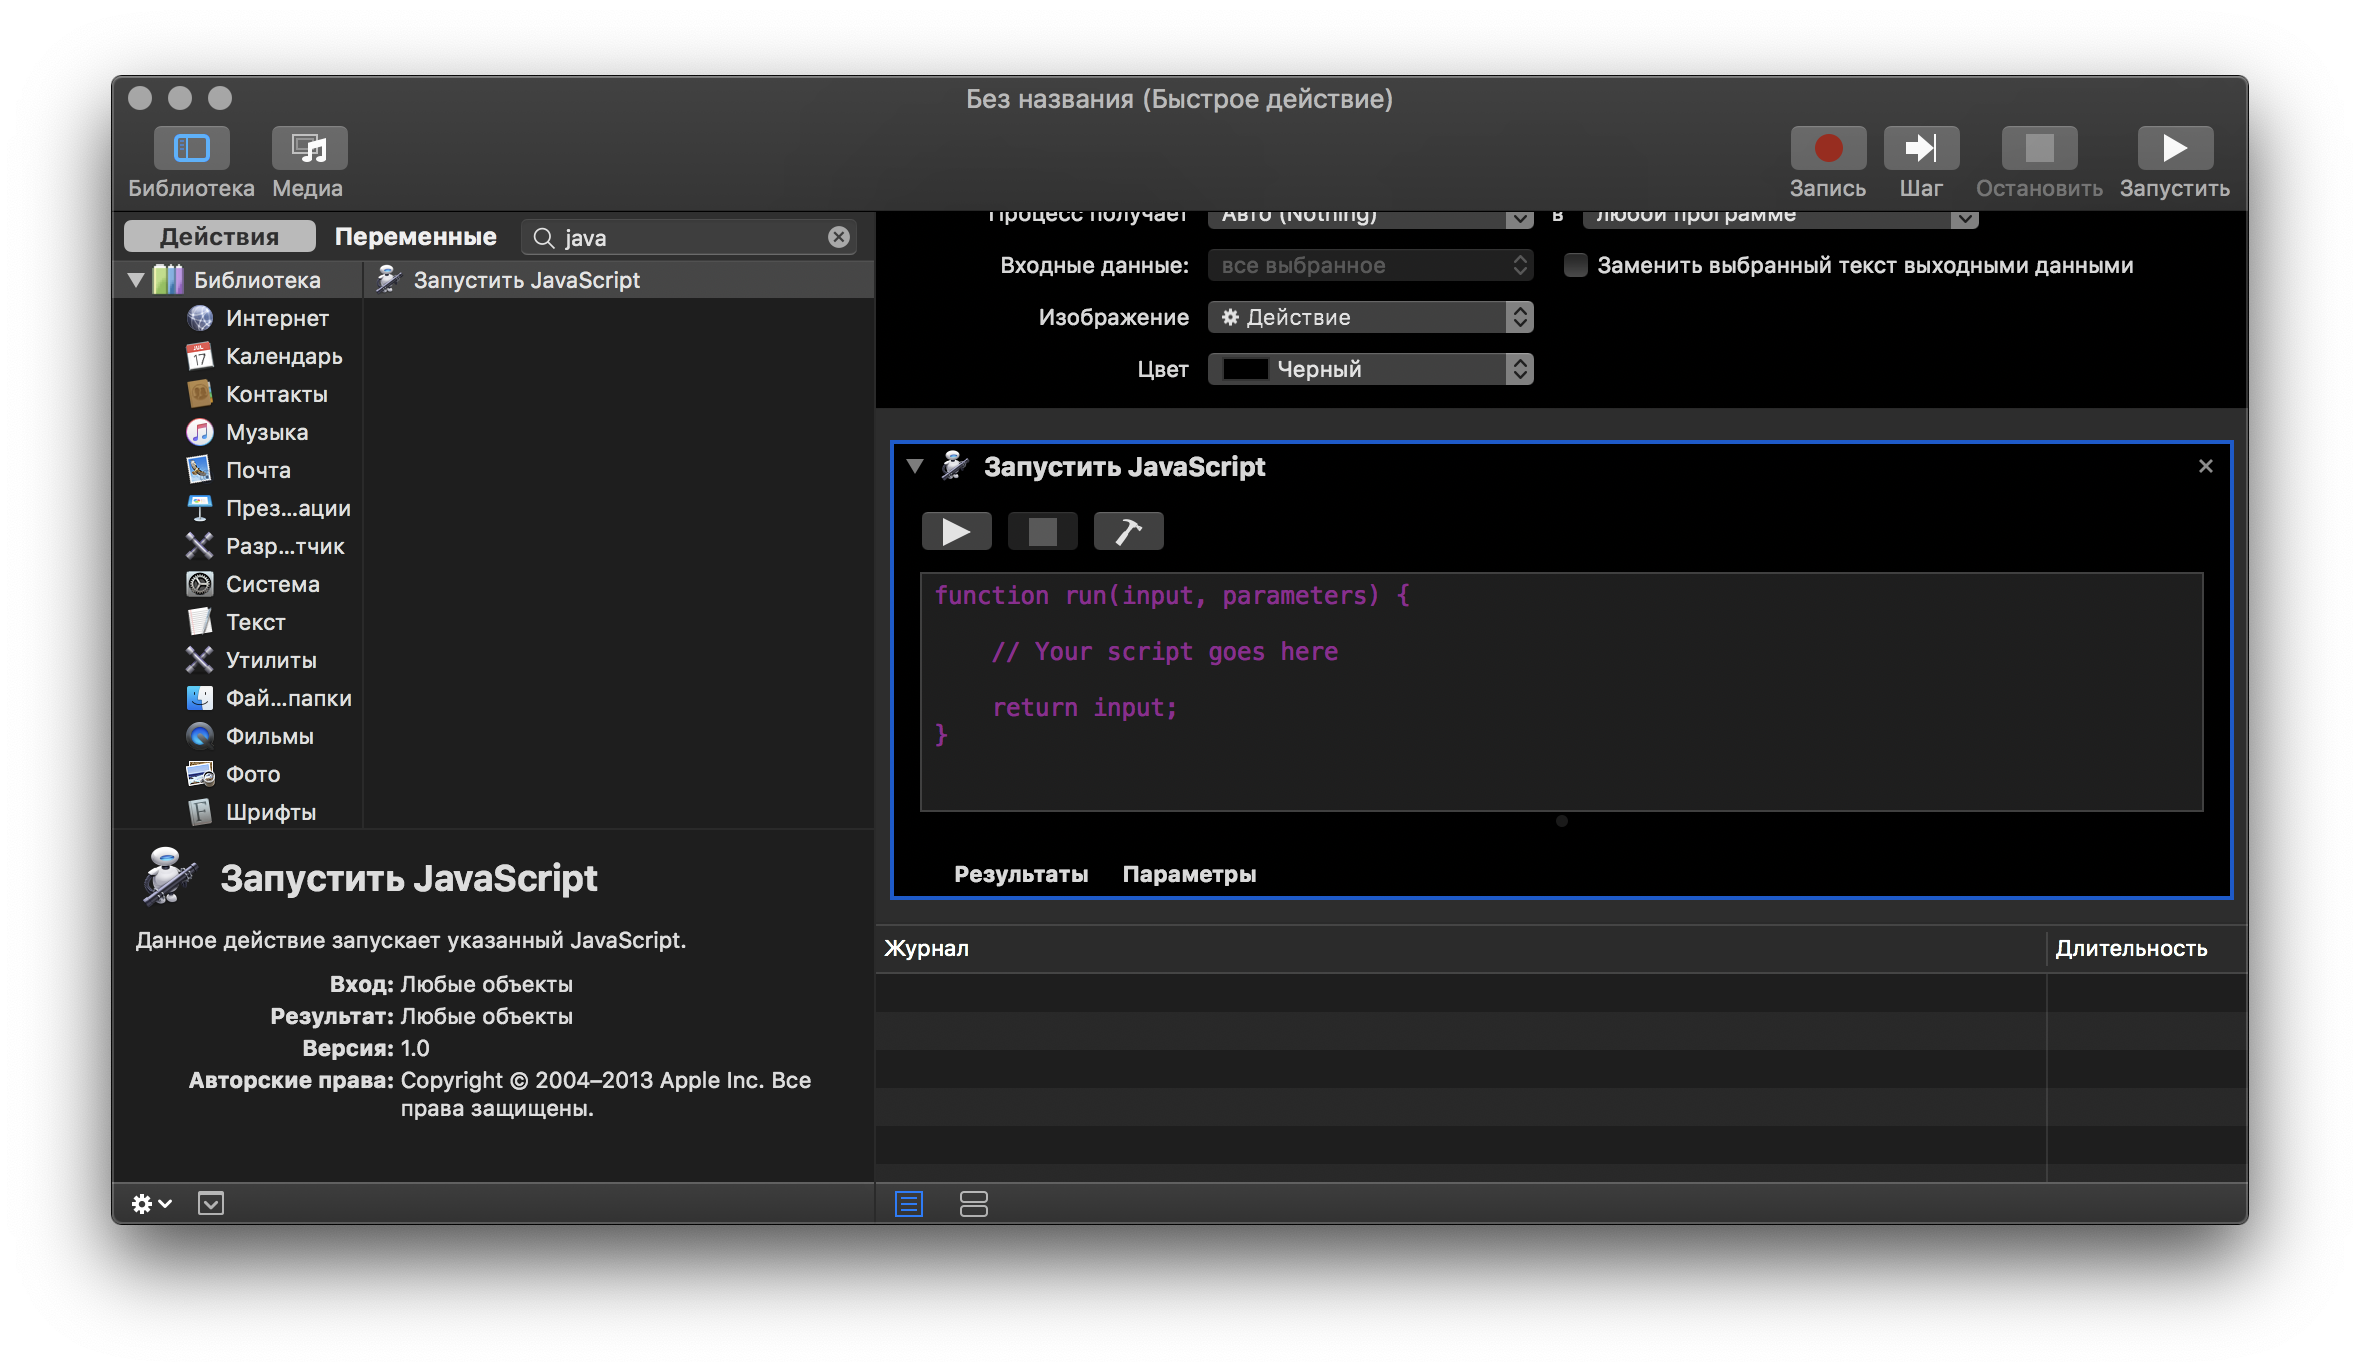 Без названия (Быстрое действие)
Библиотека
Медиа
Запись
Шаг
Остановить
Запустить
Действия
Переменные
java
Библиотека
Интернет
Календарь
Контакты
Музыка
Почта
През...ации
Разр...тчик
Система
Текст
Утилиты
Фай...папки
Фильмы
Фото
Шрифты
Запустить JavaScript
Запустить JavaScript
Данное действие запускает указанный JavaScript.
Вход: Любые объекты
Результат: Любые объекты
Версия: 1.0
Авторские права: Copyright © 2004–2013 Apple Inc. Все
права защищены.
Процесс получает Авто (Nothing) в любой программе
Входные данные: все выбранное Заменить выбранный текст выходными данными
Изображение Действие
Цвет Черный
Запустить JavaScript
function run(input, parameters) {
// Your script goes here
return input;
}
Результаты Параметры
Журнал Длительность